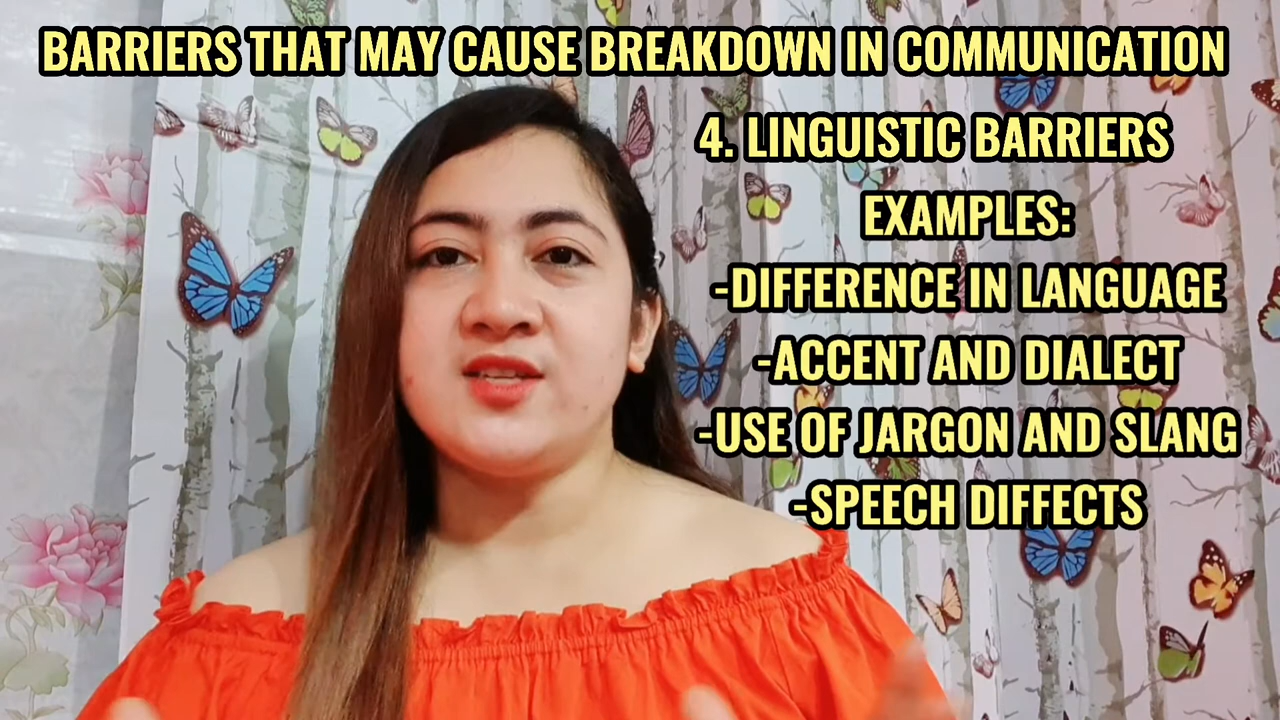 BARRIERS THAT MAY CAUSE BREAKDOWN IN COMMUNICATION
4. LINGUISTIC BARRIERS
EXAMPLES:
-DIFFERENCE IN LANGUAGE
-ACCENT AND DIALECT
-USE OF JARGON AND SLANG
-SPEECH DIFFECTS